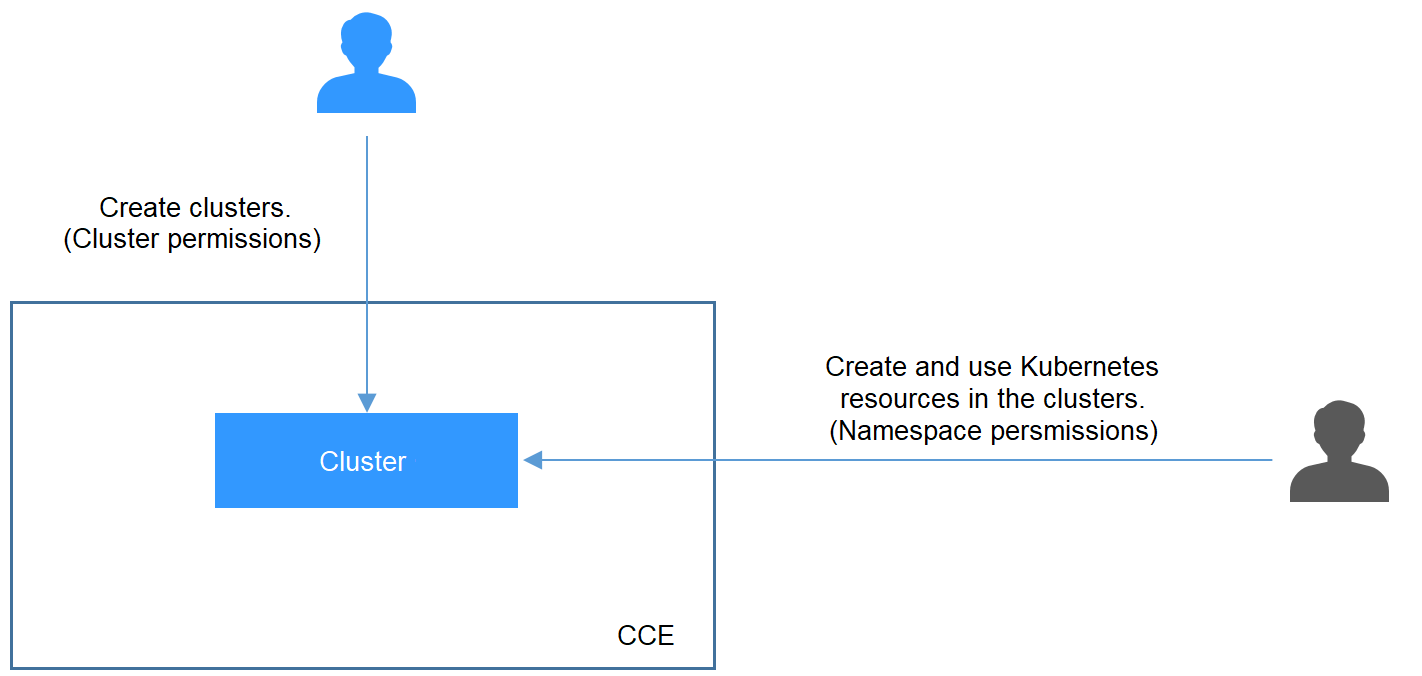 Create clusters.
(Cluster permissions)
Create and use Kubernetes
resources in the clusters.
(Namespace persmissions)
Cluster
CCE